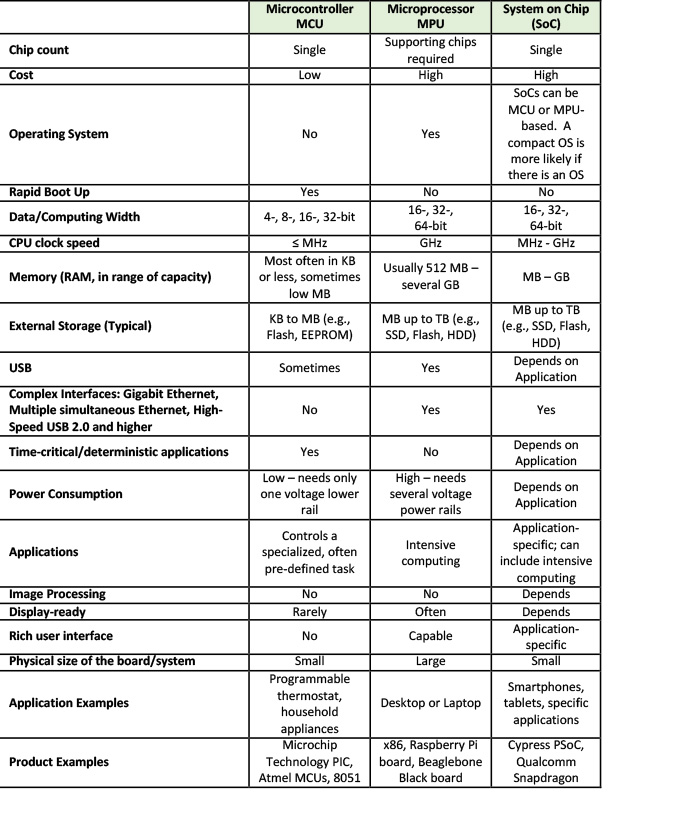 Microcontroller MCU
Microprocessor MPU
System on Chip (SoC)
Chip count
Single
Supporting chips required
Single
Cost
Low
High
High
Operating System
No
Yes
SoCs can be MCU or MPU-based. A compact OS is more likely if there is an OS
Rapid Boot Up
Yes
No
No
Data/Computing Width
4-, 8-, 16-, 32-bit
16-, 32-, 64-bit
16-, 32-, 64-bit
CPU clock speed
≤ MHz
GHz
MHz - GHz
Memory (RAM, in range of capacity)
Most often in KB or less, sometimes low MB
Usually 512 MB – several GB
MB – GB
External Storage (Typical)
KB to MB (e.g., Flash, EEPROM)
MB up to TB (e.g., SSD, Flash, HDD)
MB up to TB (e.g., SSD, Flash, HDD)
USB
Sometimes
Yes
Depends on Application
Complex Interfaces: Gigabit Ethernet, Multiple simultaneous Ethernet, High-Speed USB 2.0 and higher
No
Yes
Yes
Time-critical/deterministic applications
Yes
No
Depends on Application
Power Consumption
Low – needs only one voltage lower rail
High – needs several voltage power rails
Depends on Application
Applications
Controls a specialized, often pre-defined task
Intensive computing
Application-specific; can include intensive computing
Image Processing
No
No
Depends
Display-ready
Rarely
Often
Depends
Rich user interface
No
Capable
Application-specific
Physical size of the board/system
Small
Large
Small
Application Examples
Programmable thermostat, household appliances
Desktop or Laptop
Smartphones, tablets, specific applications
Product Examples
Microchip Technology PIC, Atmel MCUs, 8051
x86, Raspberry Pi board, Beaglebone Black board
Cypress PSoC, Qualcomm Snapdragon